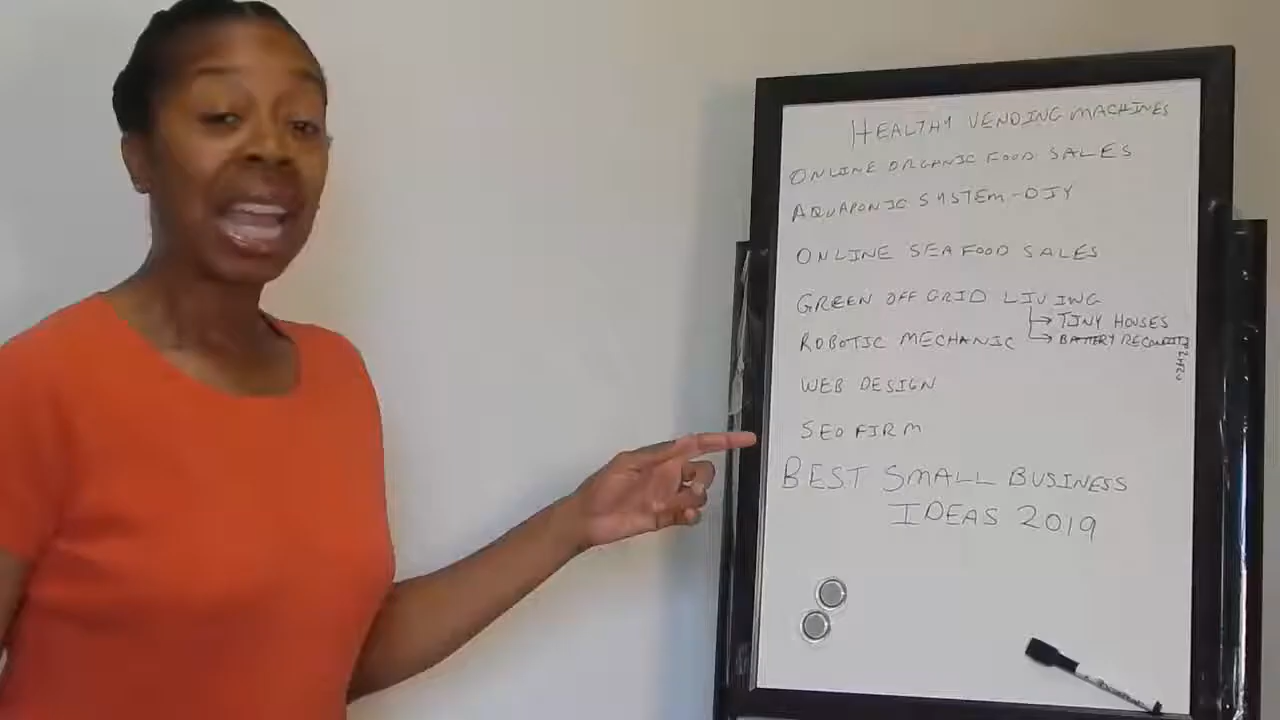 HEALTHY VENDING MACHINES
ONLINE ORGANIC FOOD SALES
AQUAPONIC SYSTEM-DIY
ONLINE SEAFOOD SALES
GREEN OFF GRID LIVING
→ TINY HOUSES
ROBOTIC MECHANIC
→ BATTERY
WEB DESIGN
SEO FIRM
BEST SMALL BUSINESS
IDEAS 2019